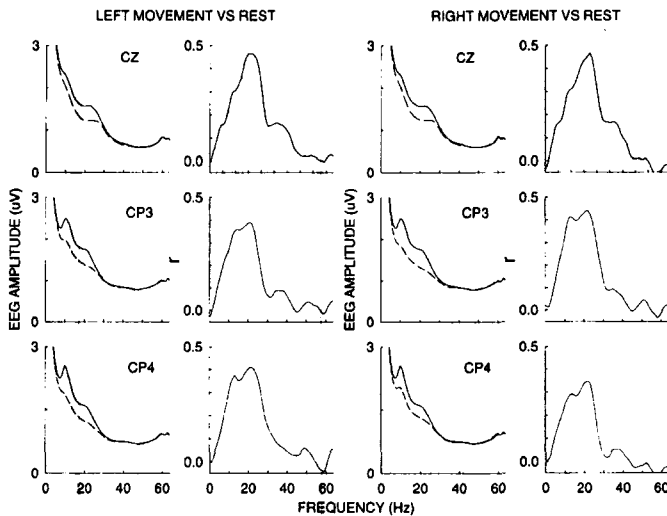 LEFT MOVEMENT VS REST RIGHT MOVEMENT VS REST
3 0.5 3 0.5
CZ CZ
0 0.0 0 0.0
3 0.5 3 0.5
CP3 CP3
0 0.0 0 0.0
3 0.5 3 0.5
CP4 CP4
0 0.0 0 0.0
0 20 40 60 0 20 40 60 0 20 40 60 0 20 40 60
FREQUENCY (Hz)
EEG AMPLITUDE (uV)
r
EEG AMPLITUDE (uV)
r